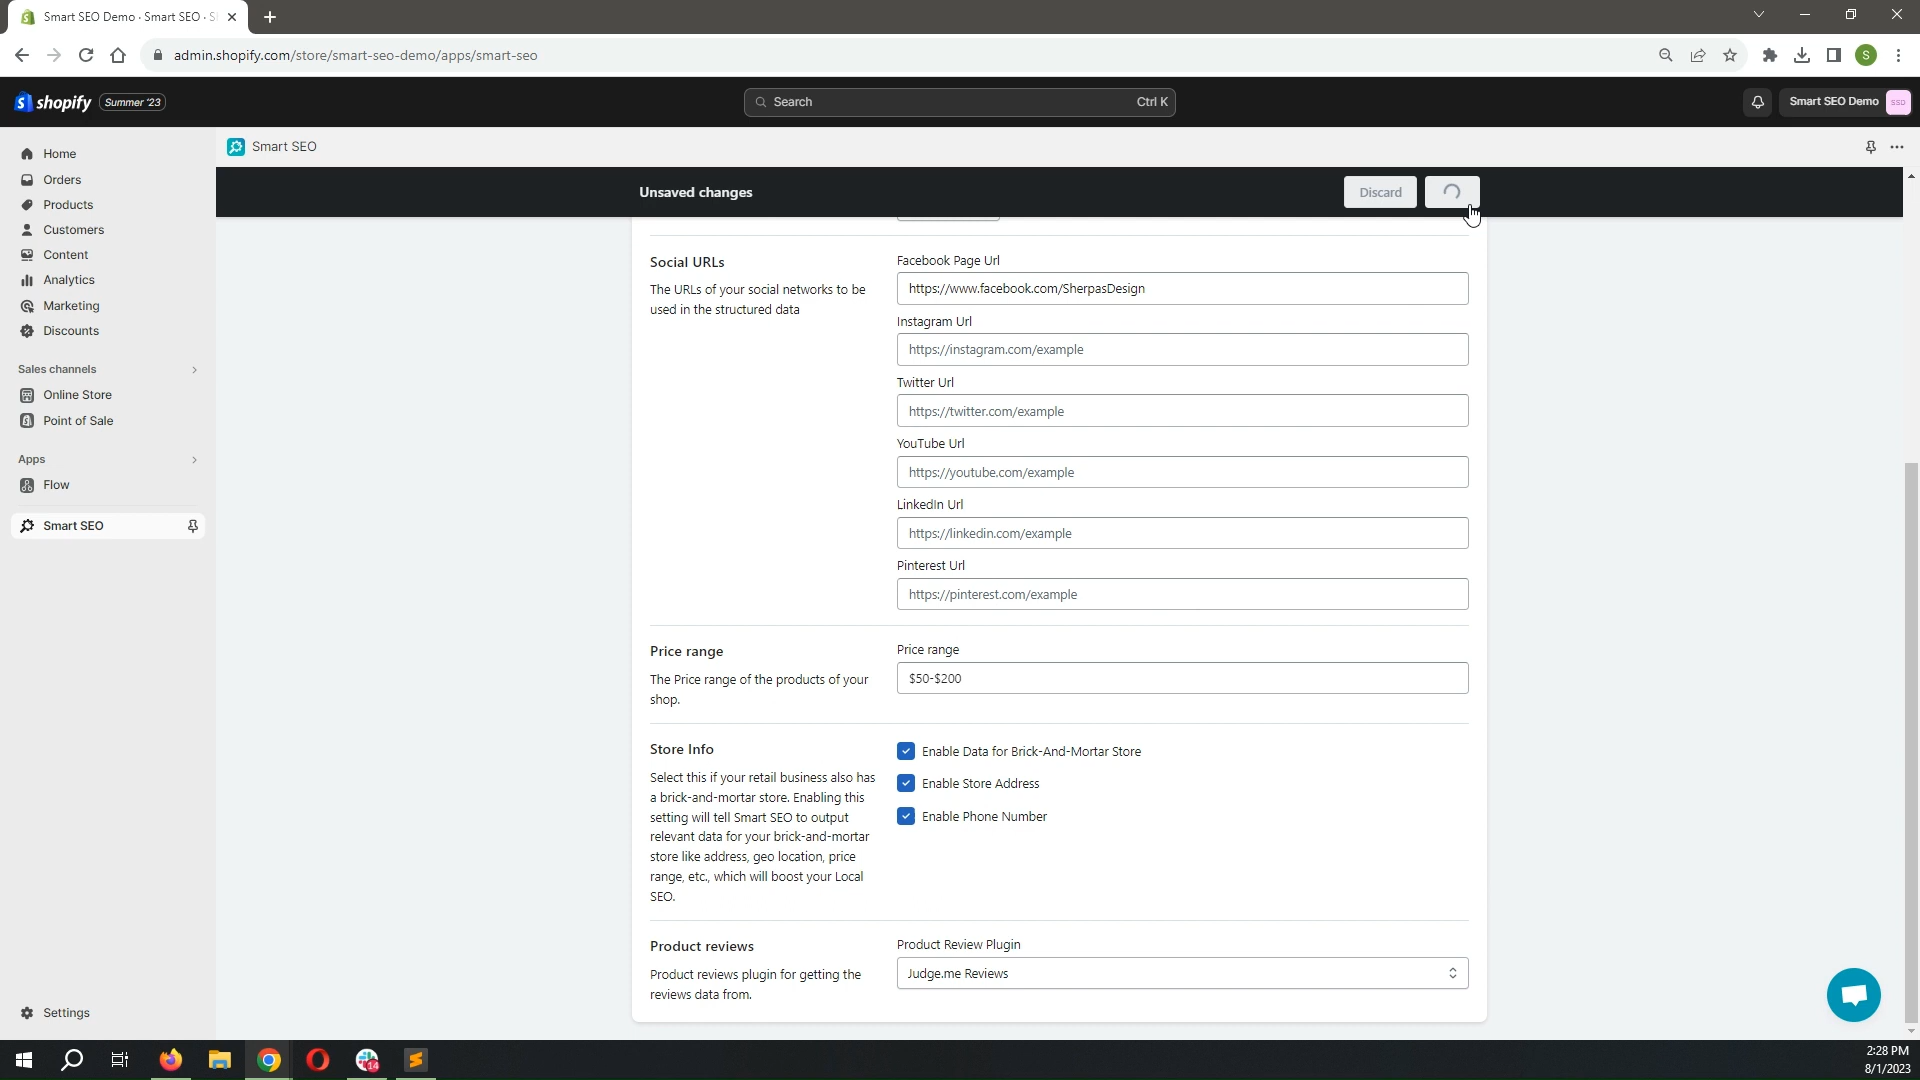 Smart SEO Demo · Smart SEO · S
admin.shopify.com/store/smart-seo-demo/apps/smart-seo
S
shopify
Summer '23
Search
Ctrl K
Smart SEO Demo
SSD
Home
Orders
Products
Customers
Content
Analytics
Marketing
Discounts
Sales channels
Online Store
Point of Sale
Apps
Flow
Smart SEO
Settings
Smart SEO
Unsaved changes
Discard
Social URLs
The URLs of your social networks to be
used in the structured data
Facebook Page Url
https://www.facebook.com/SherpasDesign
Instagram Url
https://instagram.com/example
Twitter Url
https://twitter.com/example
YouTube Url
https://youtube.com/example
LinkedIn Url
https://linkedin.com/example
Pinterest Url
https://pinterest.com/example
Price range
The Price range of the products of your
shop.
Price range
$50-$200
Store Info
Select this if your retail business also has
a brick-and-mortar store. Enabling this
setting will tell Smart SEO to output
relevant data for your brick-and-mortar
store like address, geo location, price
range, etc., which will boost your Local
SEO.
Enable Data for Brick-And-Mortar Store
Enable Store Address
Enable Phone Number
Product reviews
Product reviews plugin for getting the
reviews data from.
Product Review Plugin
Judge.me Reviews
14
2:28 PM
8/1/2023